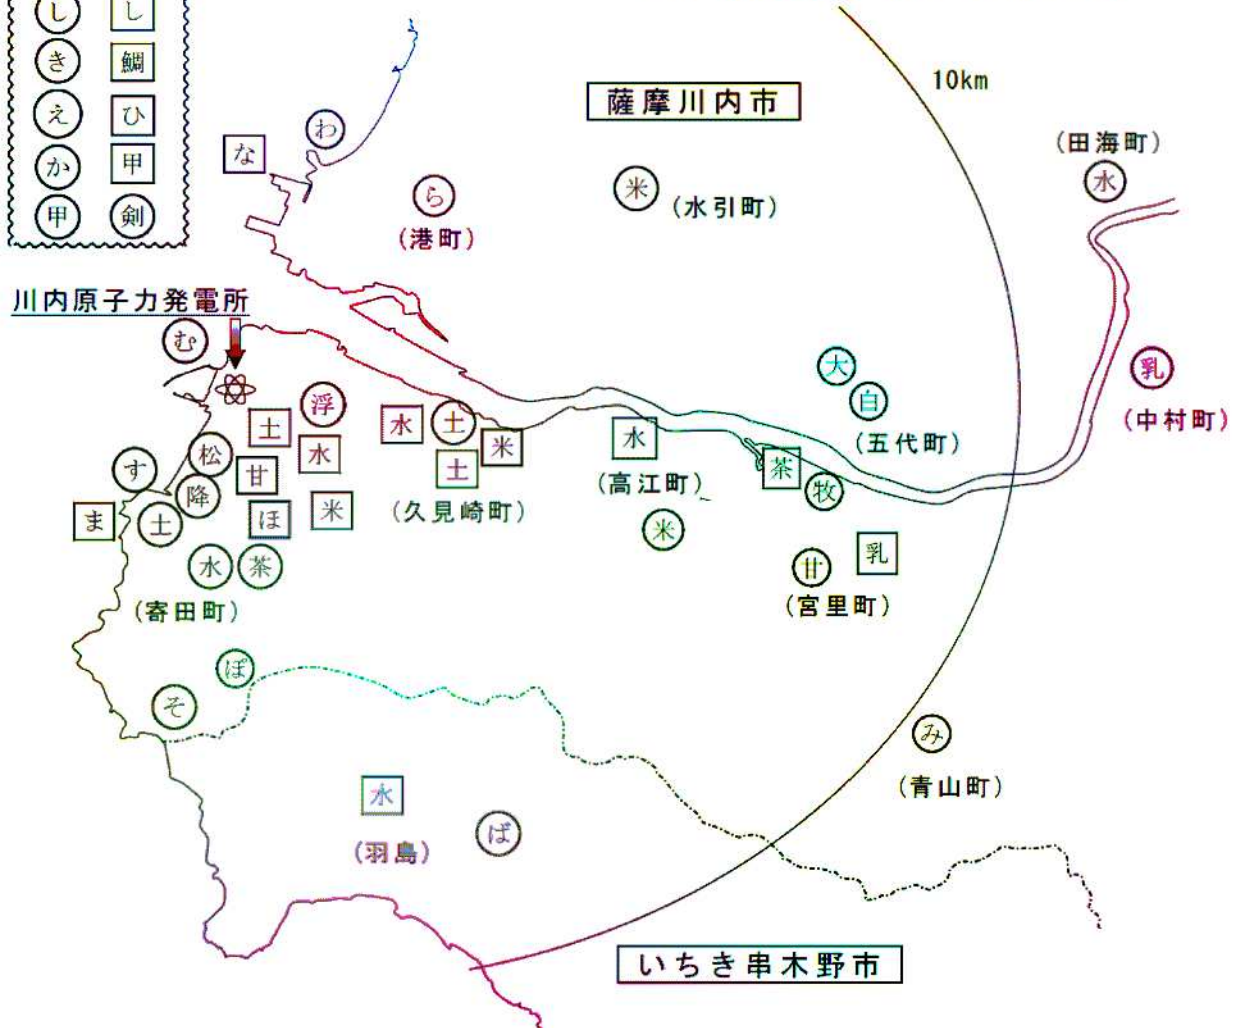 し し
き 鯛
え ひ
か 甲
甲 剣
10km
薩摩川内市
(田海町)
水
わ
な
米
(水引町)
ら
(港町)
川内原子力発電所
む
大
乳
白
浮
(中村町)
土
水
土
水
米
(五代町)
松
水
茶
す
甘
土
(高江町)
牧
降
ま
土
ほ
米
(久見崎町)
米
乳
水
茶
甘
(寄田町)
(宮里町)
ぽ
そ
み
(青山町)
水
ば
(羽島)
いちき串木野市